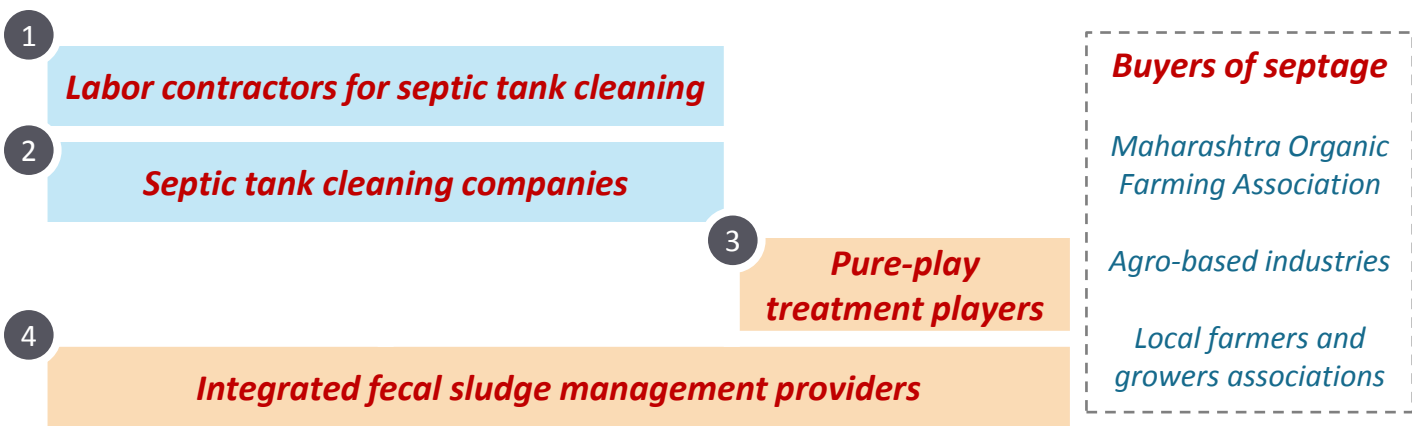 1
Labor contractors for septic tank cleaning
2
Septic tank cleaning companies
3
Pure-play
treatment players
4
Integrated fecal sludge management providers
Buyers of septage
Maharashtra Organic
Farming Association
Agro-based industries
Local farmers and
growers associations